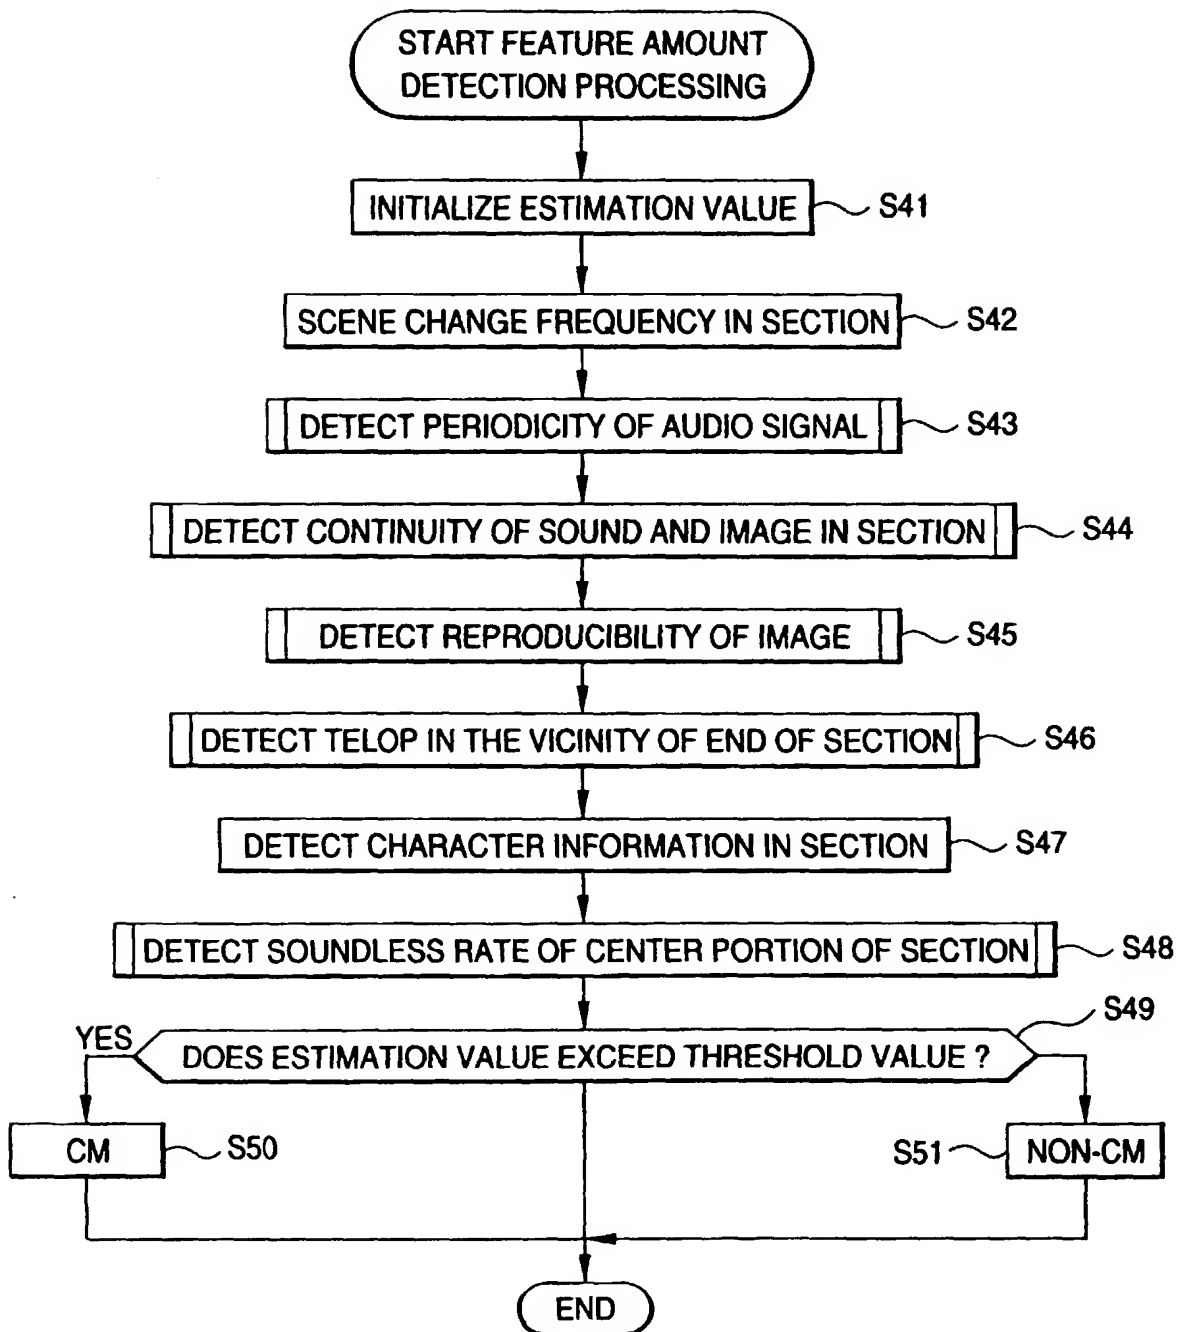 START FEATURE AMOUNT
DETECTION PROCESSING
INITIALIZE ESTIMATION VALUE
S41
SCENE CHANGE FREQUENCY IN SECTION
S42
DETECT PERIODICITY OF AUDIO SIGNAL
S43
DETECT CONTINUITY OF SOUND AND IMAGE IN SECTION
S44
DETECT REPRODUCIBILITY OF IMAGE
S45
DETECT TELOP IN THE VICINITY OF END OF SECTION
S46
DETECT CHARACTER INFORMATION IN SECTION
S47
DETECT SOUNDLESS RATE OF CENTER PORTION OF SECTION
S48
YES
DOES ESTIMATION VALUE EXCEED THRESHOLD VALUE ?
S49
CM
S50
S51
NON-CM
END